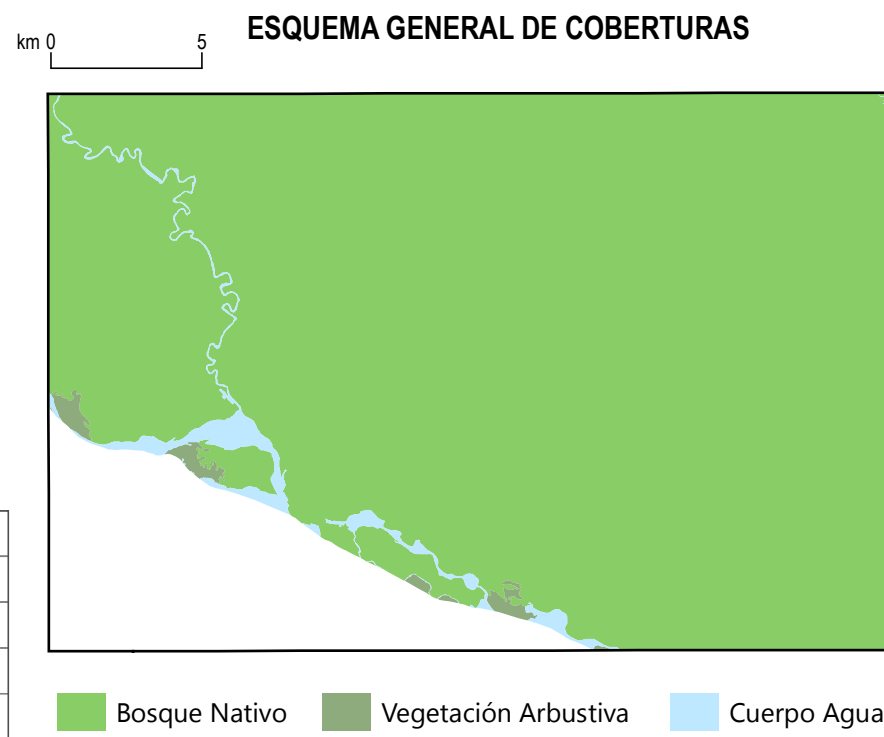 ESQUEMA GENERAL DE COBERTURAS
km 0 5
Bosque Nativo
Vegetación Arbustiva
Cuerpo Agua